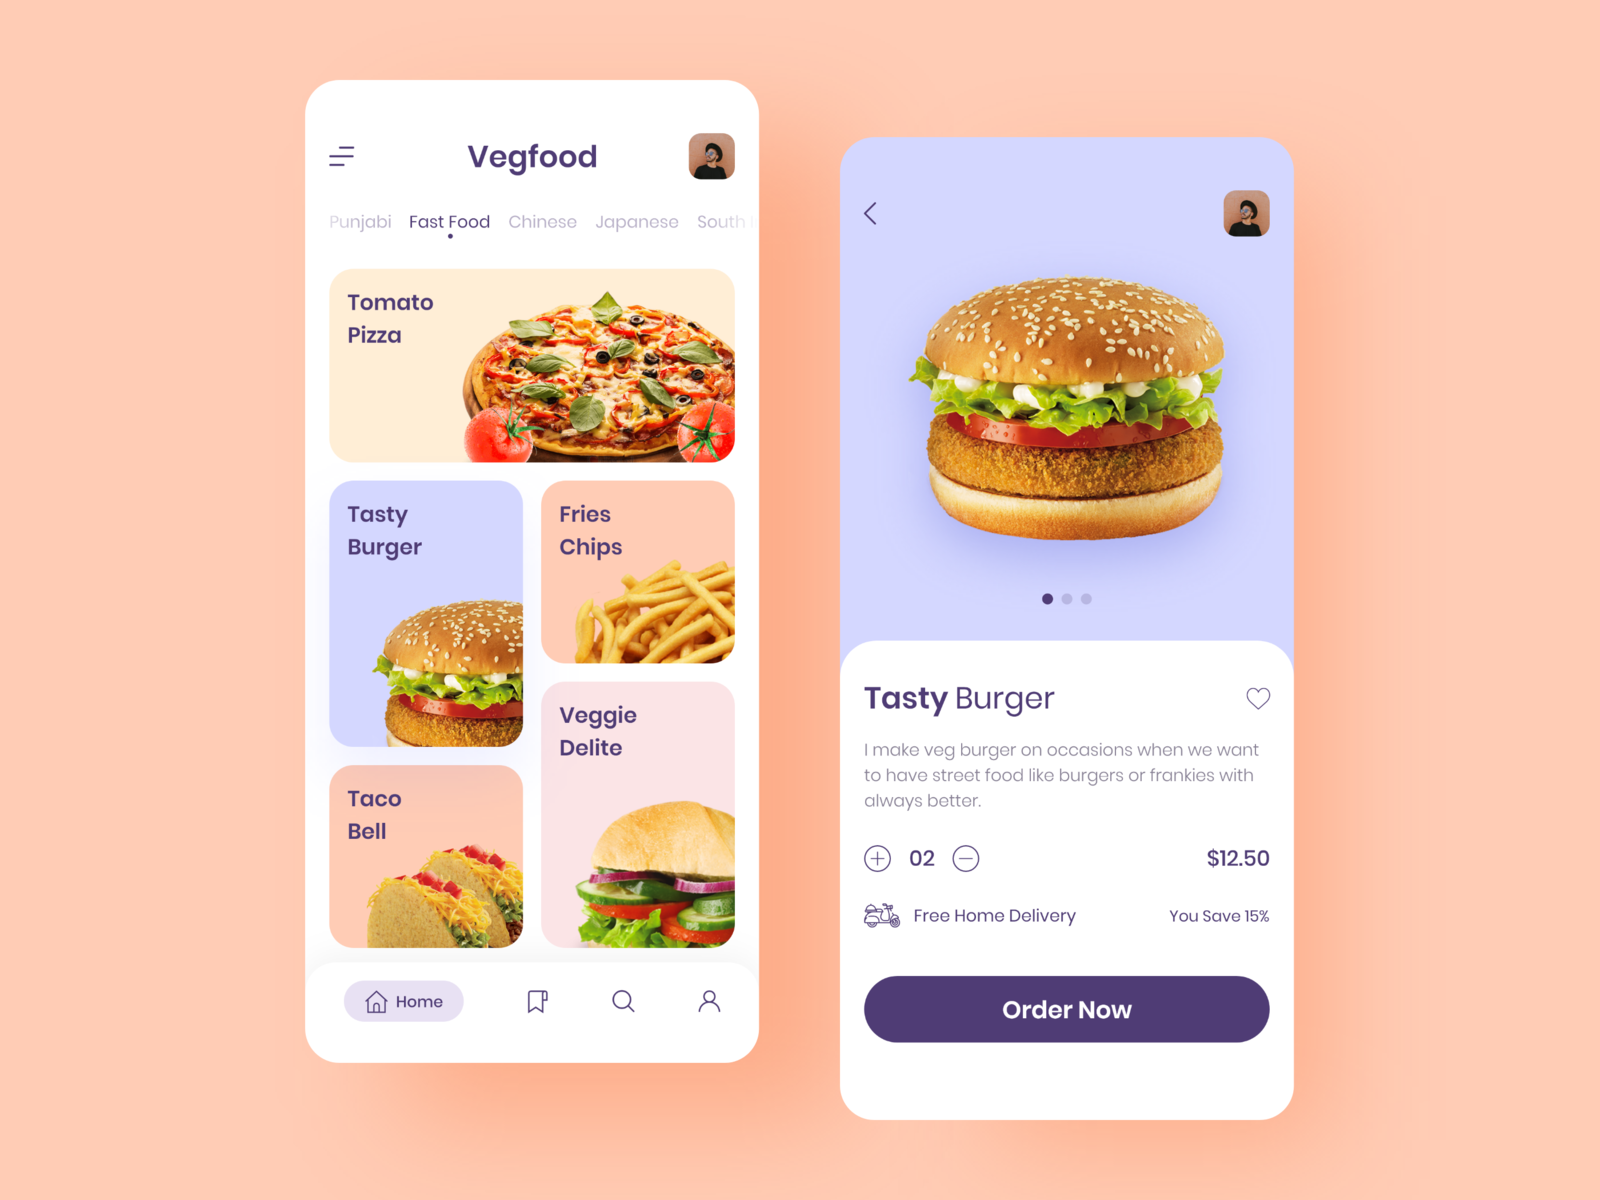 Vegfood
Punjabi Fast Food Chinese Japanese South
Tomato
Pizza
Tasty
Burger
Fries
Chips
Veggie
Delite
Taco
Bell
Home
Tasty Burger
I make veg burger on occasions when we want
to have street food like burgers or frankies with
always better.
02
$12.50
Free Home Delivery
You Save 15%
Order Now